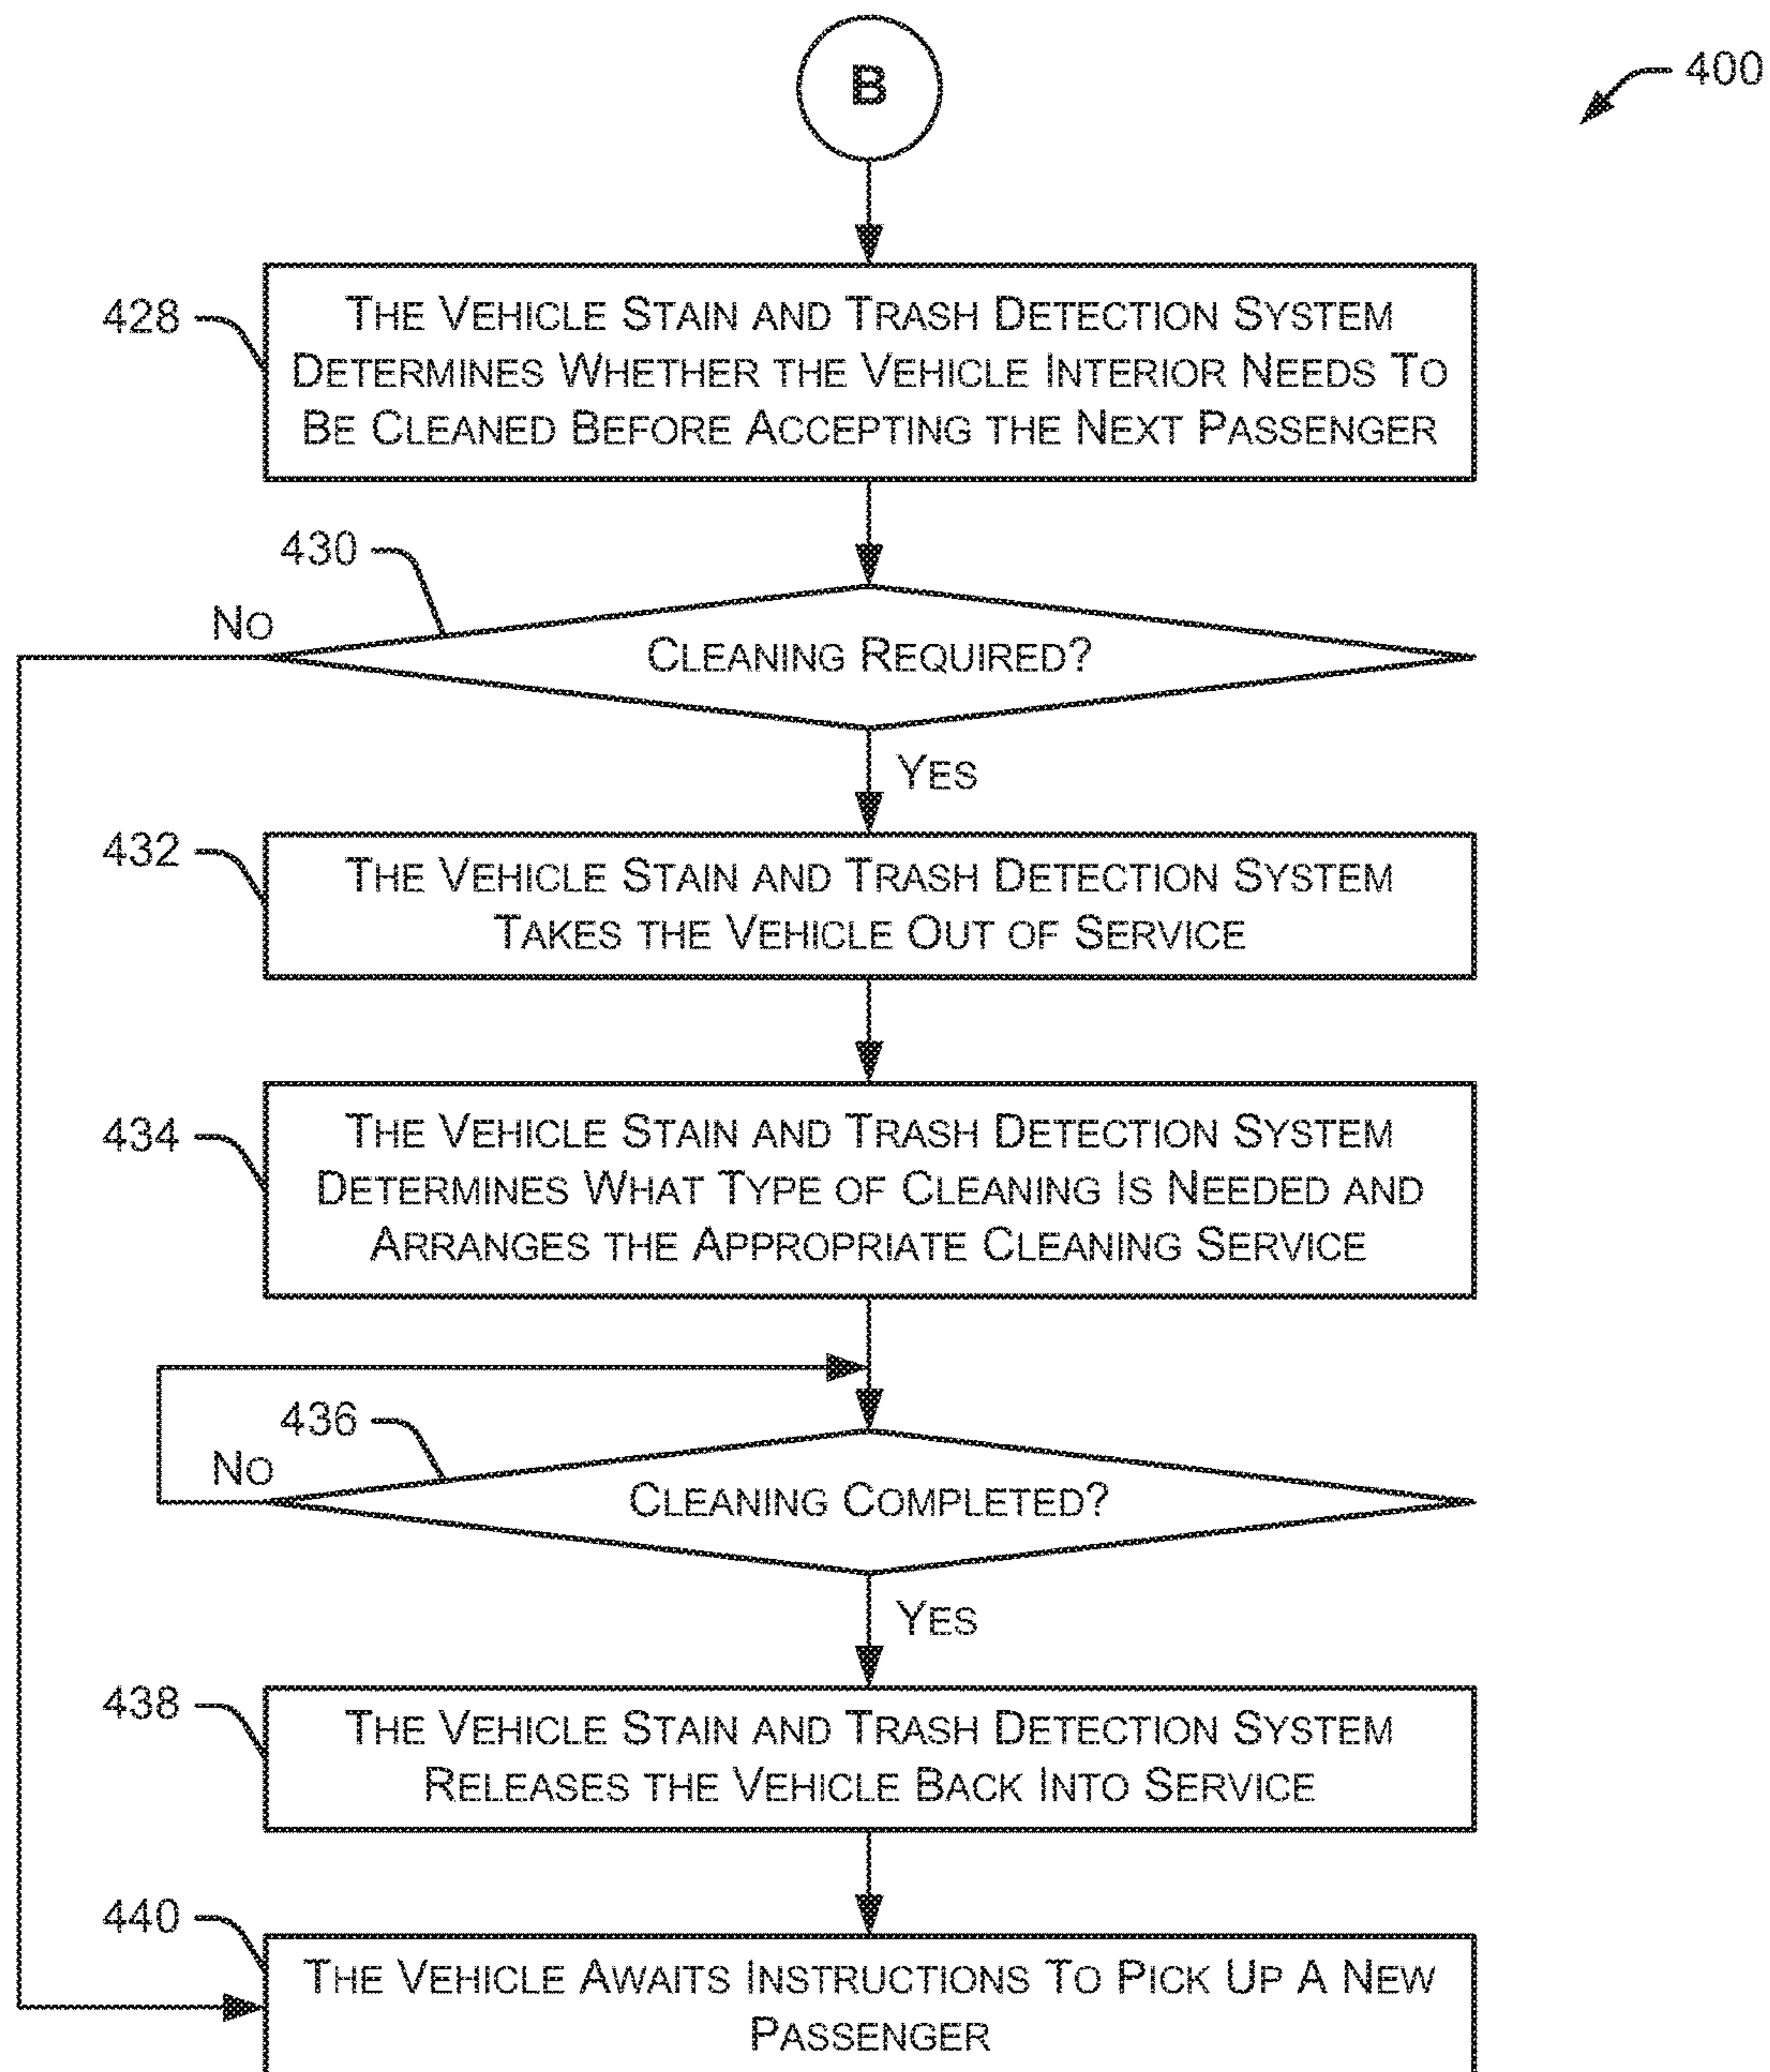 B
400
428
THE VEHICLE STAIN AND TRASH DETECTION SYSTEM
DETERMINES WHETHER THE VEHICLE INTERIOR NEEDS TO
BE CLEANED BEFORE ACCEPTING THE NEXT PASSENGER
430
NO
CLEANING REQUIRED?
YES
432
THE VEHICLE STAIN AND TRASH DETECTION SYSTEM
TAKES THE VEHICLE OUT OF SERVICE
434
THE VEHICLE STAIN AND TRASH DETECTION SYSTEM
DETERMINES WHAT TYPE OF CLEANING IS NEEDED AND
ARRANGES THE APPROPRIATE CLEANING SERVICE
436
NO
CLEANING COMPLETED?
YES
438
THE VEHICLE STAIN AND TRASH DETECTION SYSTEM
RELEASES THE VEHICLE BACK INTO SERVICE
440
THE VEHICLE AWAITS INSTRUCTIONS TO PICK UP A NEW
PASSENGER